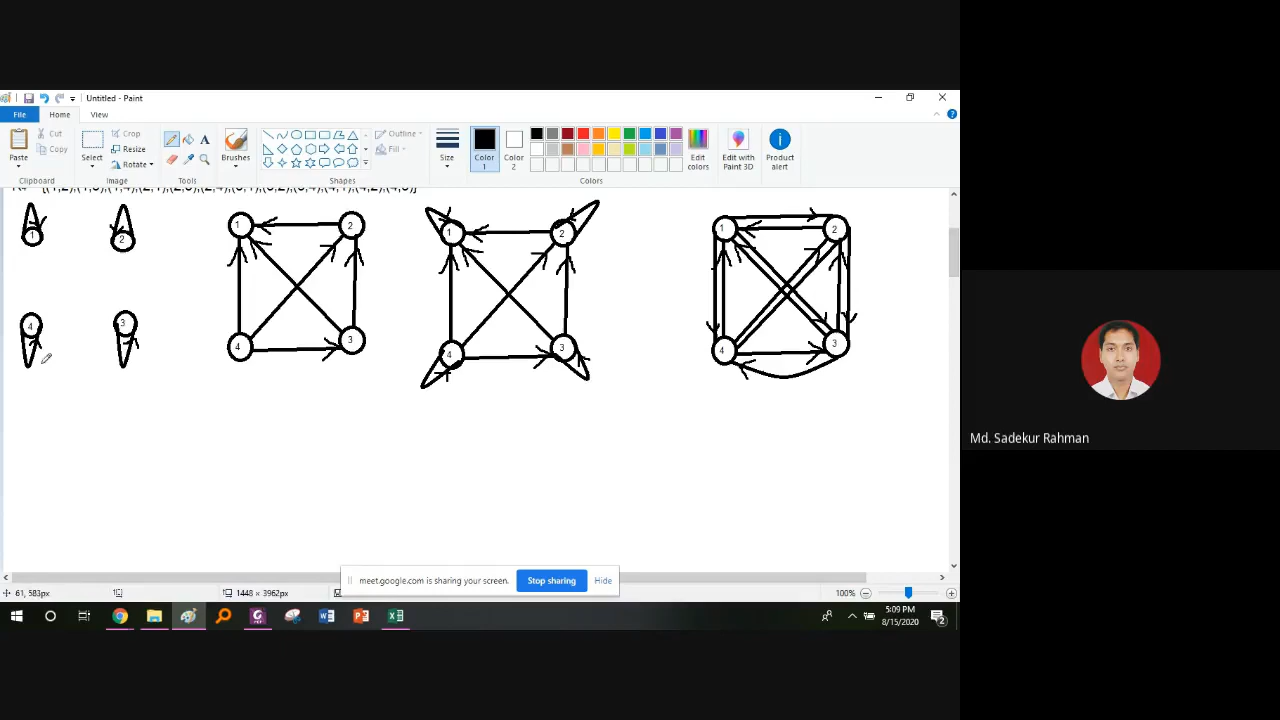 Untitled - Paint
File Home View
Paste
Cut
Copy
Clipboard
Select
Crop
Resize
Rotate
Image
A
Tools
Brushes
Outline
Fill
Shapes
Size
Color
1
Color
2
Edit
colors
Edit with
Paint 3D
Product
alert
Colors
1 2 1 2 1 2 1 2
4 3 4 3 4 3 4 3
Md. Sadekur Rahman
meet.google.com is sharing your screen. Stop sharing Hide
61, 583px
1448 × 3962px
100%
5:09 PM
8/15/2020
2